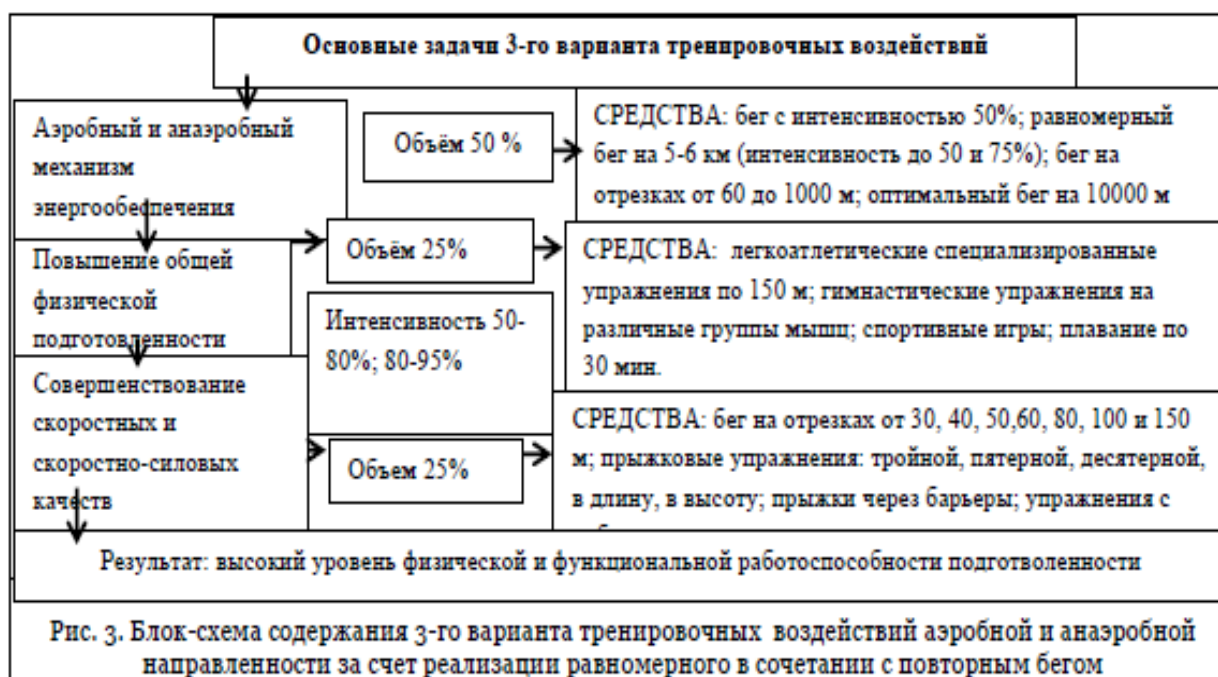 Основные задачи 3-го варианта тренировочных воздействий
Аэробный и анаэробный
механизм
энергообеспечения
Объём 50 %
СРЕДСТВА: бег с интенсивностью 50%; равномерный
бег на 5-6 км (интенсивность до 50 и 75%); бег на
отрезках от 60 до 1000 м; оптимальный бег на 10000 м
Повышение общей
физической
подготовленности
Объём 25%
СРЕДСТВА: легкоатлетические специализированные
упражнения по 150 м; гимнастические упражнения на
различные группы мышц; спортивные игры; плавание по
30 мин.
Интенсивность 50-
80%; 80-95%
Совершенствование
скоростных и
скоростно-силовых
качеств
Объем 25%
СРЕДСТВА: бег на отрезках от 30, 40, 50,60, 80, 100 и 150
м; прыжковые упражнения: тройной, пятерной, десятерной,
в длину, в высоту; прыжки через барьеры; упражнения с
Результат: высокий уровень физической и функциональной работоспособности подготволенности
Рис. 3. Блок-схема содержания 3-го варианта тренировочных воздействий аэробной и анаэробной
направленности за счет реализации равномерного в сочетании с повторным бегом